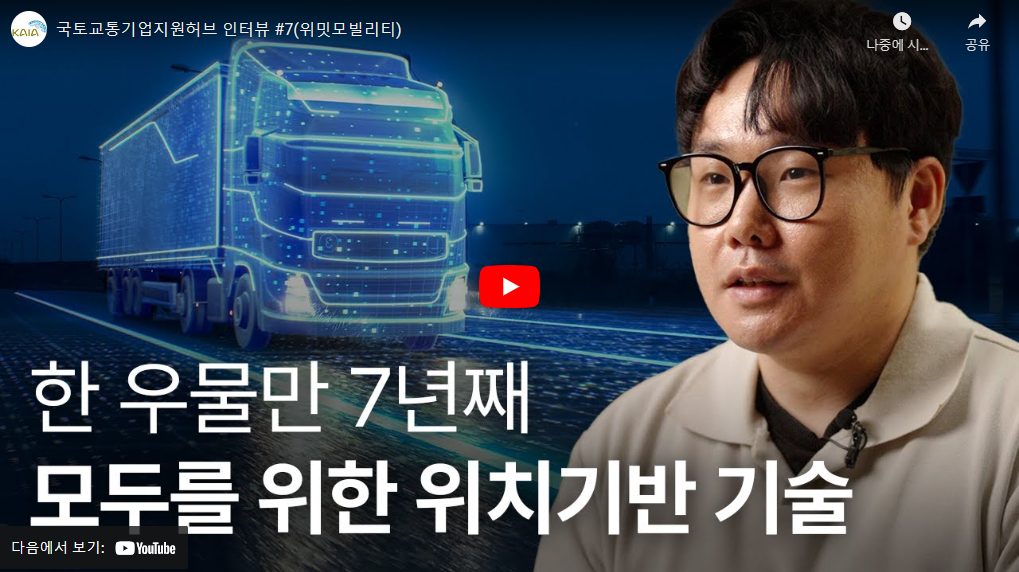 KAIA
국토교통기업지원허브 인터뷰 #7(위밋모빌리티)
나중에 시...
공유
한 우물만 7년째
모두를 위한 위치기반 기술
다음에서 보기: YouTube